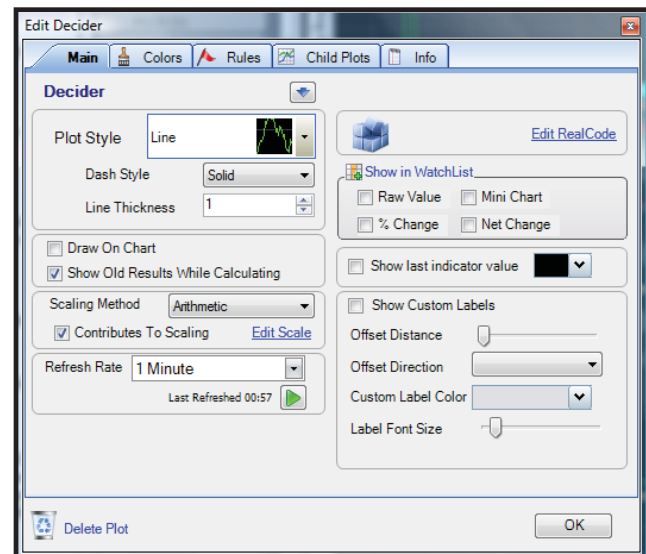 Edit Decider
Main Colors Rules Child Plots Info
Decider
Plot Style Line
Dash Style Solid
Line Thickness 1
Draw On Chart
Show Old Results While Calculating
Scaling Method Arithmetic
Contributes To Scaling Edit Scale
Refresh Rate 1 Minute
Last Refreshed 00:57
Edit RealCode
Show in WatchList
Raw Value Mini Chart
% Change Net Change
Show last indicator value
Show Custom Labels
Offset Distance
Offset Direction
Custom Label Color
Label Font Size
Delete Plot
OK